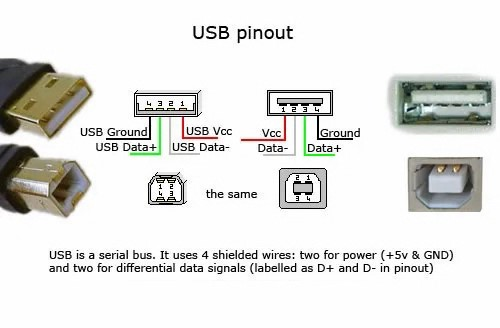 USB pinout
4 3 2 1
1 2 3 4
USB Ground
USB Vcc
Vcc
Ground
USB Data+
USB Data-
Data-
Data+
1 2
4 3
the same
2 1
3 4
USB is a serial bus. It uses 4 shielded wires: two for power (+5v & GND)
and two for differential data signals (labelled as D+ and D- in pinout)